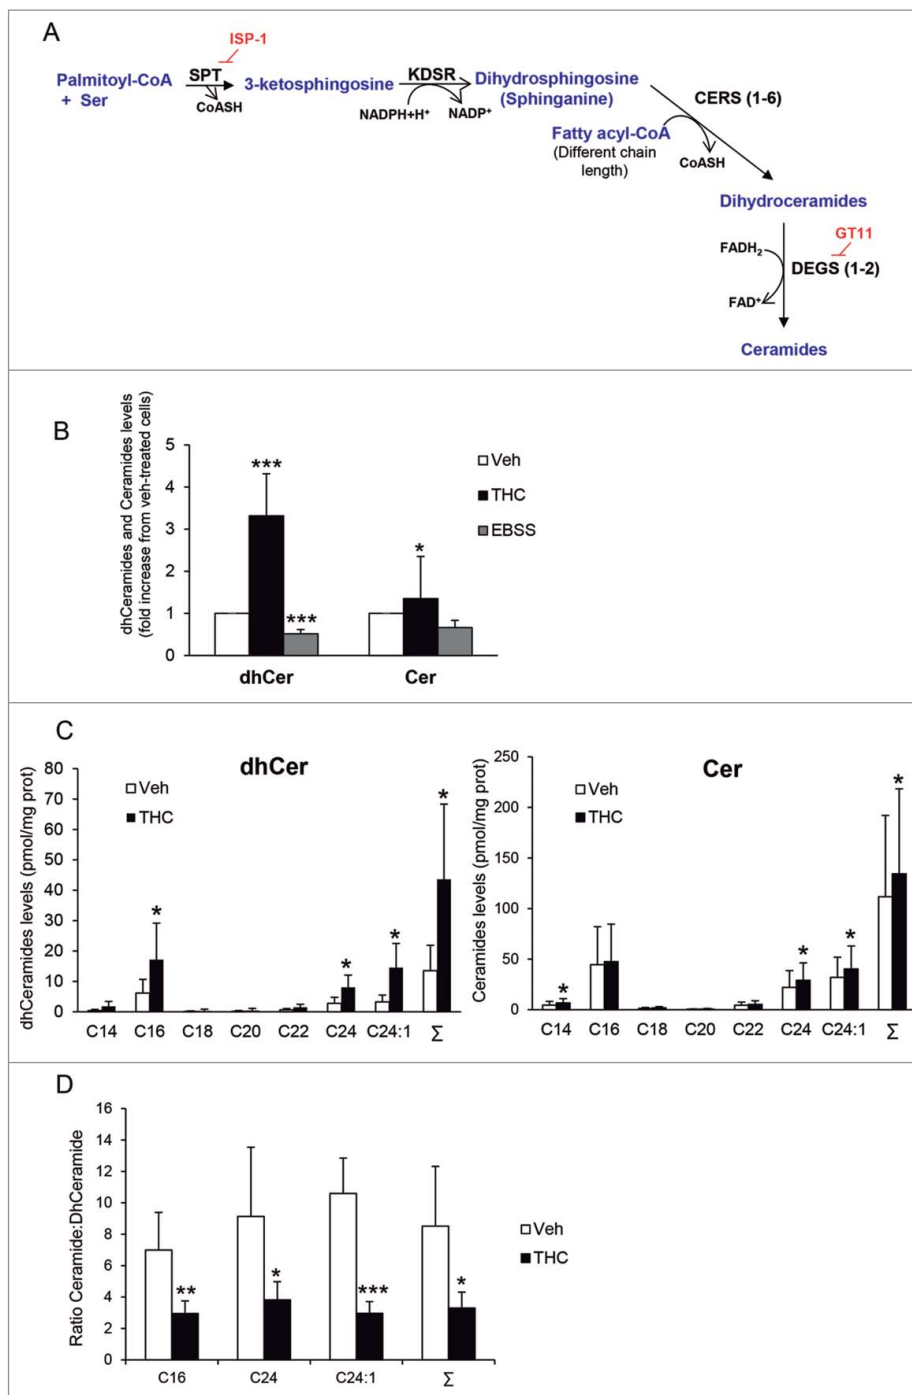 A
ISP-1
Palmitoyl-CoA
+ Ser
SPT
CoASH
3-ketosphingosine
KDSR
NADPH+H+
NADP+
Dihydrosphingosine
(Sphinganine)
CERS (1-6)
Fatty acyl-CoA
(Different chain
length)
CoASH
Dihydroceramides
GT11
FADH2
DEGS (1-2)
FAD+
Ceramides
B
dhCeramides and Ceramides levels
(fold increase from veh-treated cells)
5
4
3
2
1
0
***
***
*
Veh
THC
EBSS
dhCer
Cer
C
dhCer
dhCeramides levels (pmol/mg prot)
80
70
60
50
40
30
20
10
0
Veh
THC
*
*
*
*
C14 C16 C18 C20 C22 C24 C24:1 Σ
Cer
Ceramides levels (pmol/mg prot)
250
200
150
100
50
0
Veh
THC
*
*
*
*
C14 C16 C18 C20 C22 C24 C24:1 Σ
D
Ratio Ceramide:DhCeramide
16
14
12
10
8
6
4
2
0
**
*
***
*
Veh
THC
C16 C24 C24:1 Σ